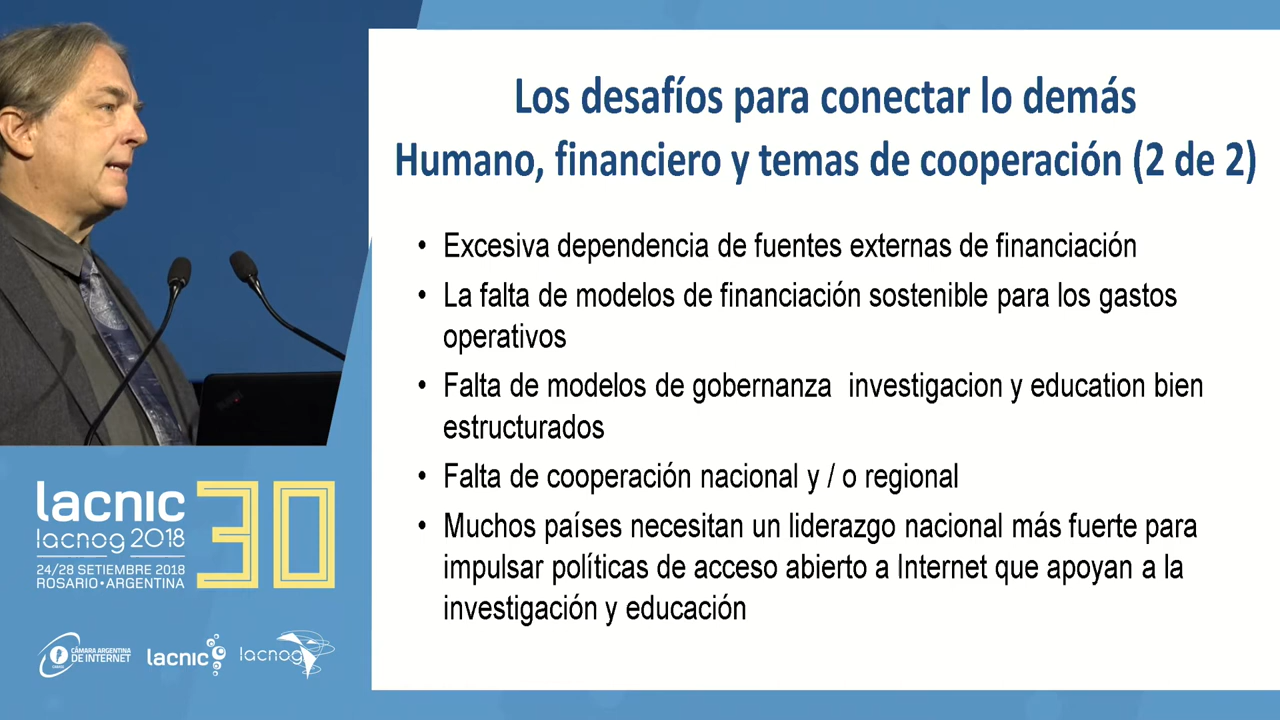 Los desafíos para conectar lo demás
Humano, financiero y temas de cooperación (2 de 2)
• Excesiva dependencia de fuentes externas de financiación
• La falta de modelos de financiación sostenible para los gastos
operativos
• Falta de modelos de gobernanza  investigacion y education bien
estructurados
• Falta de cooperación nacional y / o regional
• Muchos países necesitan un liderazgo nacional más fuerte para
impulsar políticas de acceso abierto a Internet que apoyan a la
investigación y educación
lacnic 30
lacnog 2018
24/28 SETIEMBRE 2018
ROSARIO • ARGENTINA
CÁMARA ARGENTINA
DE INTERNET
lacnic
lacnog